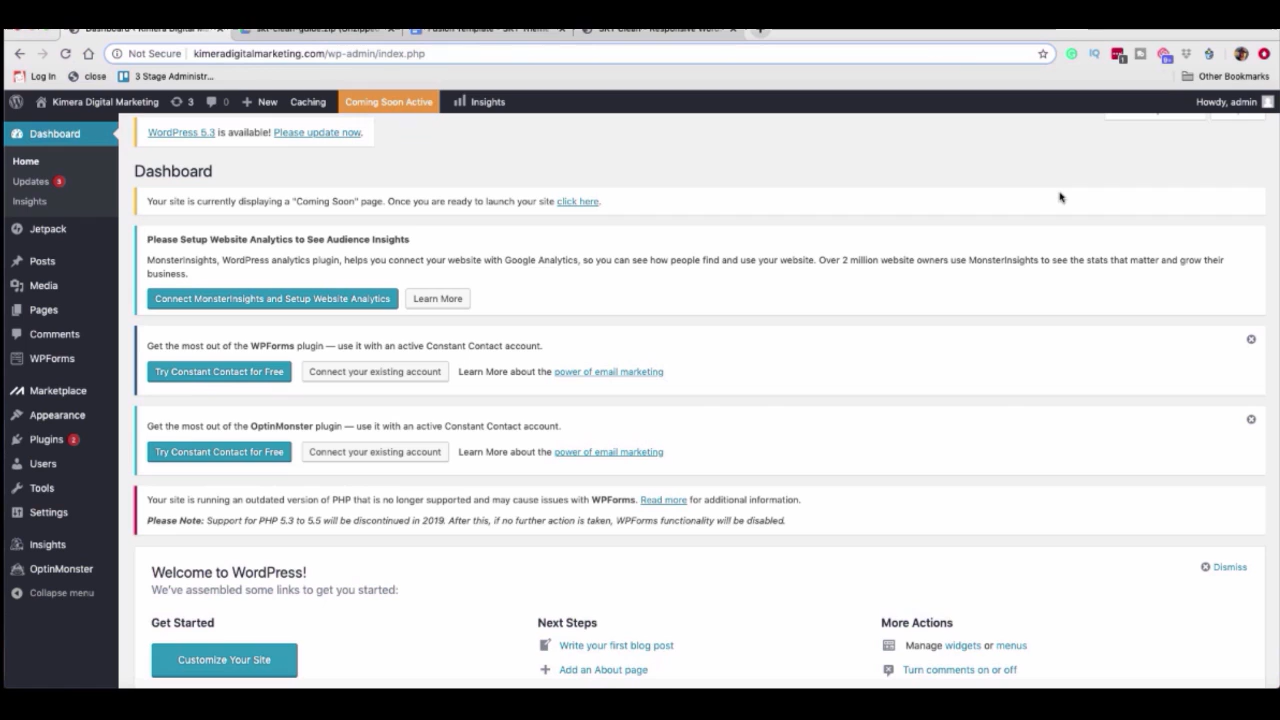 Dashboard ‹ Kimera Digital Ma
Not Secure kimeradigitalmarketing.com/wp-admin/index.php
Log In close 3 Stage Administr... Other Bookmarks
Kimera Digital Marketing 3 0 New Caching Coming Soon Active Insights Howdy, admin
Dashboard
Home
Updates 3
Insights
Jetpack
Posts
Media
Pages
Comments
WPForms
Marketplace
Appearance
Plugins 2
Users
Tools
Settings
Insights
OptinMonster
Collapse menu
WordPress 5.3 is available! Please update now.
Dashboard
Your site is currently displaying a "Coming Soon" page. Once you are ready to launch your site click here.
Please Setup Website Analytics to See Audience Insights
MonsterInsights, WordPress analytics plugin, helps you connect your website with Google Analytics, so you can see how people find and use your website. Over 2 million website owners use MonsterInsights to see the stats that matter and grow their
business.
Connect MonsterInsights and Setup Website Analytics Learn More
Get the most out of the WPForms plugin — use it with an active Constant Contact account.
Try Constant Contact for Free Connect your existing account Learn More about the power of email marketing
Get the most out of the OptinMonster plugin — use it with an active Constant Contact account.
Try Constant Contact for Free Connect your existing account Learn More about the power of email marketing
Your site is running an outdated version of PHP that is no longer supported and may cause issues with WPForms. Read more for additional information.
Please Note: Support for PHP 5.3 to 5.5 will be discontinued in 2019. After this, if no further action is taken, WPForms functionality will be disabled.
Welcome to WordPress! Dismiss
We've assembled some links to get you started:
Get Started Next Steps More Actions
Customize Your Site Write your first blog post Manage widgets or menus
Add an About page Turn comments on or off